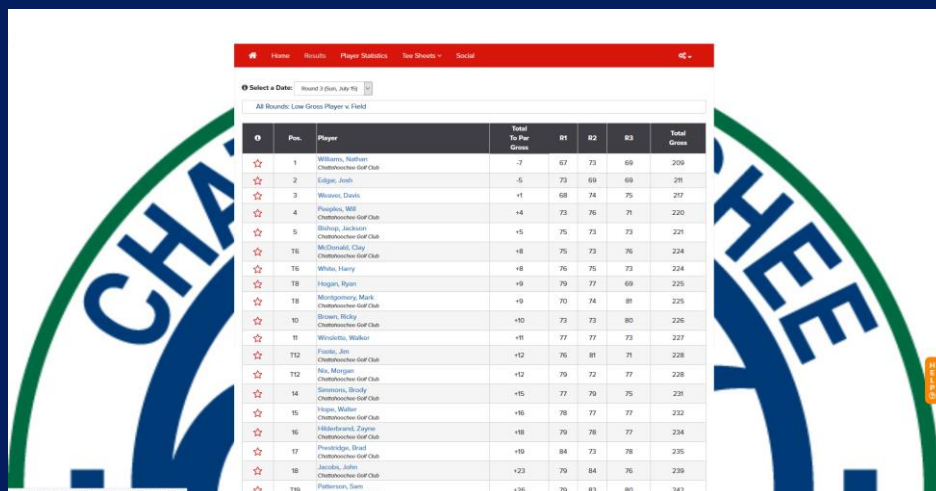 Home Results Player Statistics Tee Sheets Social
Select a Date: Round 3 (Sun, July 15)
All Rounds: Low Gross Player v. Field
Pos. Player Total To Par Gross R1 R2 R3 Total Gross
1 Williams, Nathan -7 67 73 69 209
Chattahoochee Golf Club
2 Edgar, Josh -5 73 69 69 211
3 Weaver, Davis +1 68 74 75 217
4 Peeples, Will +4 73 76 71 220
Chattahoochee Golf Club
5 Bishop, Jackson +5 75 73 73 221
Chattahoochee Golf Club
T6 McDonald, Clay +8 75 73 76 224
Chattahoochee Golf Club
T6 White, Harry +8 76 75 73 224
T8 Hogan, Ryan +9 79 77 69 225
T8 Montgomery, Mark +9 70 74 81 225
Chattahoochee Golf Club
10 Brown, Ricky +10 73 73 80 226
Chattahoochee Golf Club
11 Winslette, Walker +11 77 77 73 227
T12 Foote, Jim +12 76 81 71 228
Chattahoochee Golf Club
T12 Nix, Morgan +12 79 72 77 228
Chattahoochee Golf Club
14 Simmons, Brody +15 77 79 75 231
Chattahoochee Golf Club
15 Hope, Walter +16 78 77 77 232
Chattahoochee Golf Club
16 Hilderbrand, Zayne +18 79 78 77 234
Chattahoochee Golf Club
17 Prestridge, Brad +19 84 73 78 235
Chattahoochee Golf Club
18 Jacobs, John +23 79 84 76 239
Chattahoochee Golf Club
T19 Patterson, Sam +26 79 83 80 242
CHA
CHEE
HELP